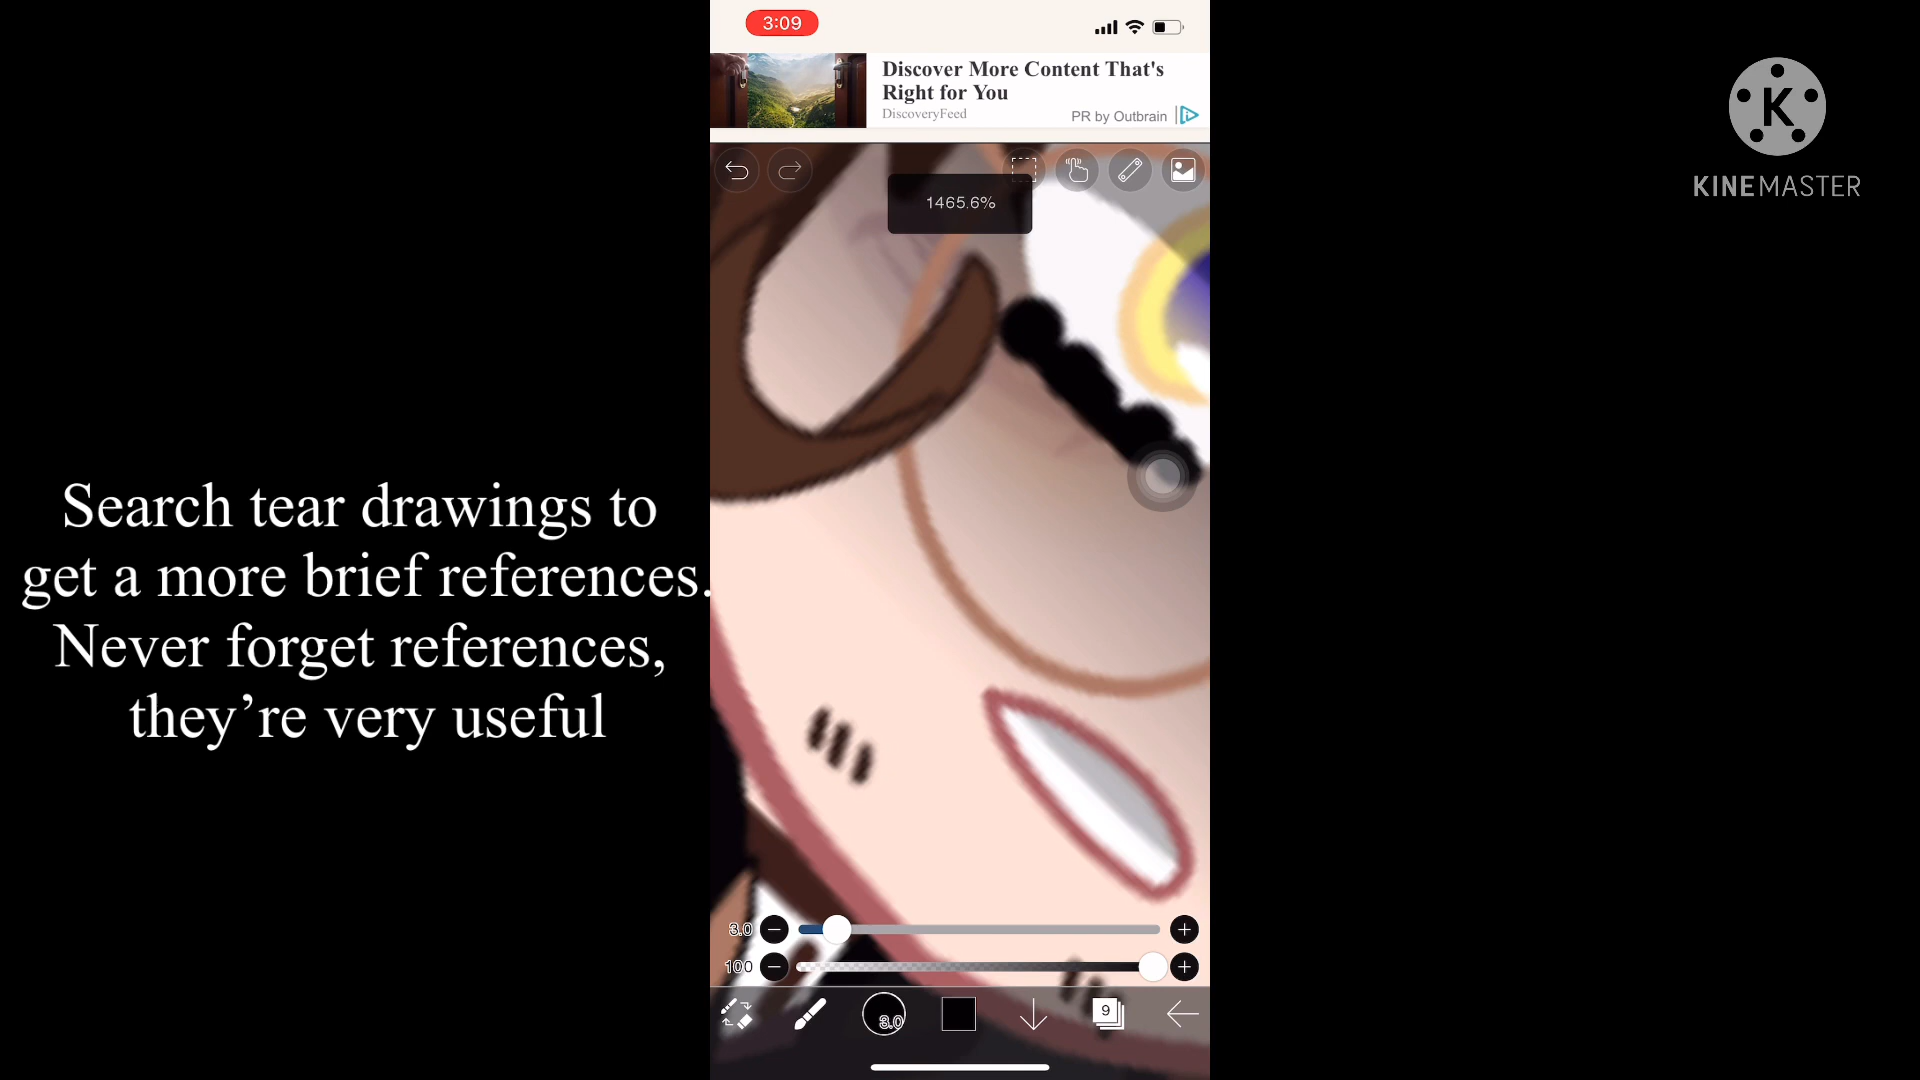 3:09
Discover More Content That's
Right for You
DiscoveryFeed
PR by Outbrain
1465.6%
K
KINEMASTER
Search tear drawings to
get a more brief references.
Never forget references,
they’re very useful
3.0
100
3.0
9